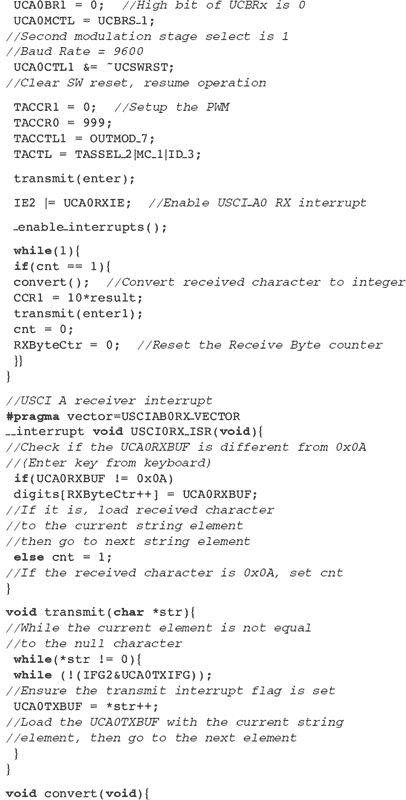 UCA0BR1 = 0;  //High bit of UCBRx is 0
UCA0MCTL = UCBRS_1;
//Second modulation stage select is 1
//Baud Rate = 9600
UCA0CTL1 &= ~UCSWRST;
//Clear SW reset, resume operation
TACCR1 = 0;  //Setup the PWM
TACCR0 = 999;
TACCTL1 = OUTMOD_7;
TACTL = TASSEL_2|MC_1|ID_3;
transmit(enter);
IE2 |= UCA0RXIE;  //Enable USCI_A0 RX interrupt
_enable_interrupts();
while(1){
if(cnt == 1){
convert();  //Convert received character to integer
CCR1 = 10*result;
transmit(enter1);
cnt = 0;
RXByteCtr = 0;  //Reset the Receive Byte counter
}}
}
//USCI A receiver interrupt
#pragma vector=USCIAB0RX_VECTOR
__interrupt void USCI0RX_ISR(void){
//Check if the UCA0RXBUF is different from 0x0A
//(Enter key from keyboard)
if(UCA0RXBUF != 0x0A)
digits[RXByteCtr++] = UCA0RXBUF;
//If it is, load received character
//to the current string element
//then go to next string element
else cnt = 1;
//If the received character is 0x0A, set cnt
}
void transmit(char *str){
//While the current element is not equal
//to the null character
while(*str != 0){
while (!(IFG2&UCA0TXIFG));
//Ensure the transmit interrupt flag is set
UCA0TXBUF = *str++;
//Load the UCA0TXBUF with the current string
//element, then go to the next element
}
}
void convert(void){